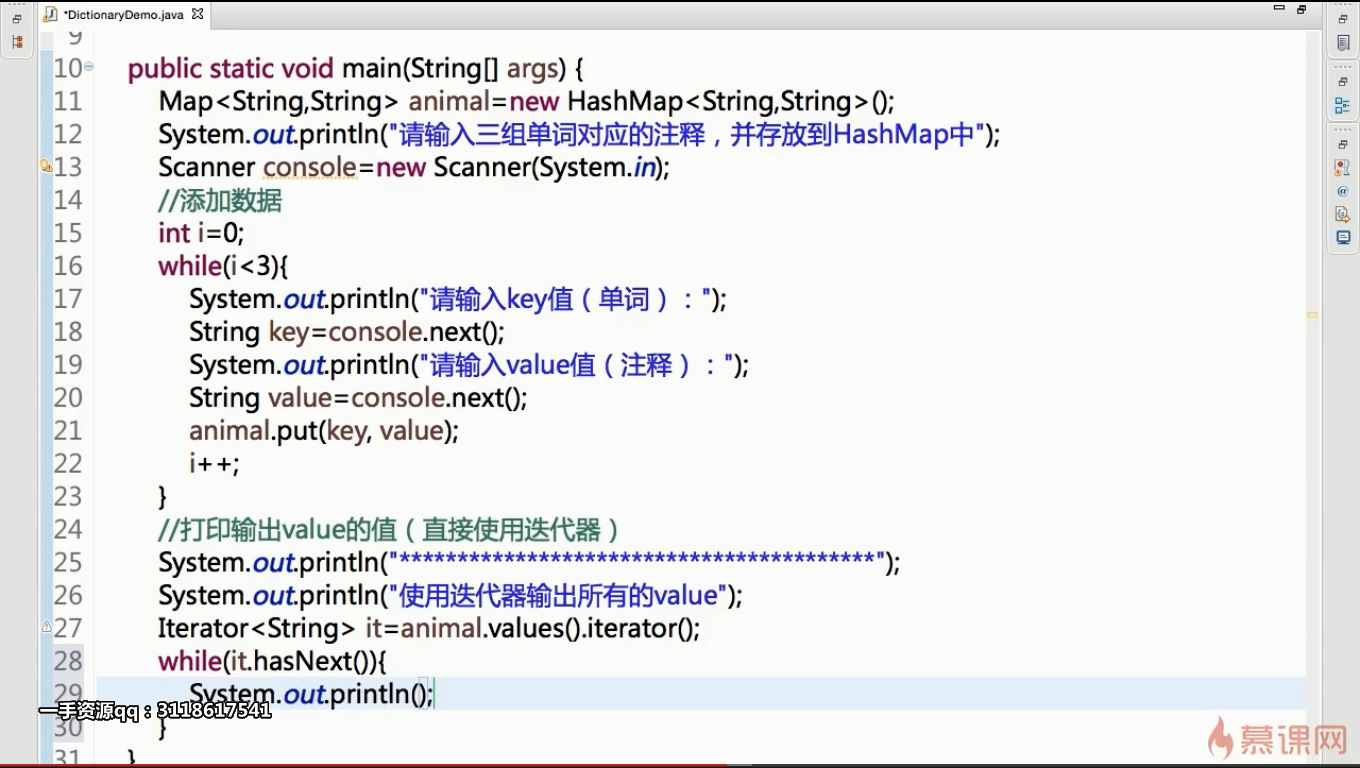 *DictionaryDemo.java
9
10 public static void main(String[] args) {
11 Map<String,String> animal=new HashMap<String,String>();
12 System.out.println("请输入三组单词对应的注释，并存放到HashMap中");
13 Scanner console=new Scanner(System.in);
14 //添加数据
15 int i=0;
16 while(i<3){
17 System.out.println("请输入key值（单词）：");
18 String key=console.next();
19 System.out.println("请输入value值（注释）：");
20 String value=console.next();
21 animal.put(key, value);
22 i++;
23 }
24 //打印输出value的值（直接使用迭代器）
25 System.out.println("*****************************************");
26 System.out.println("使用迭代器输出所有的value");
27 Iterator<String> it=animal.values().iterator();
28 while(it.hasNext()){
29 System.out.println();
一手资源qq：3118617541
30 }
31 }
慕课网